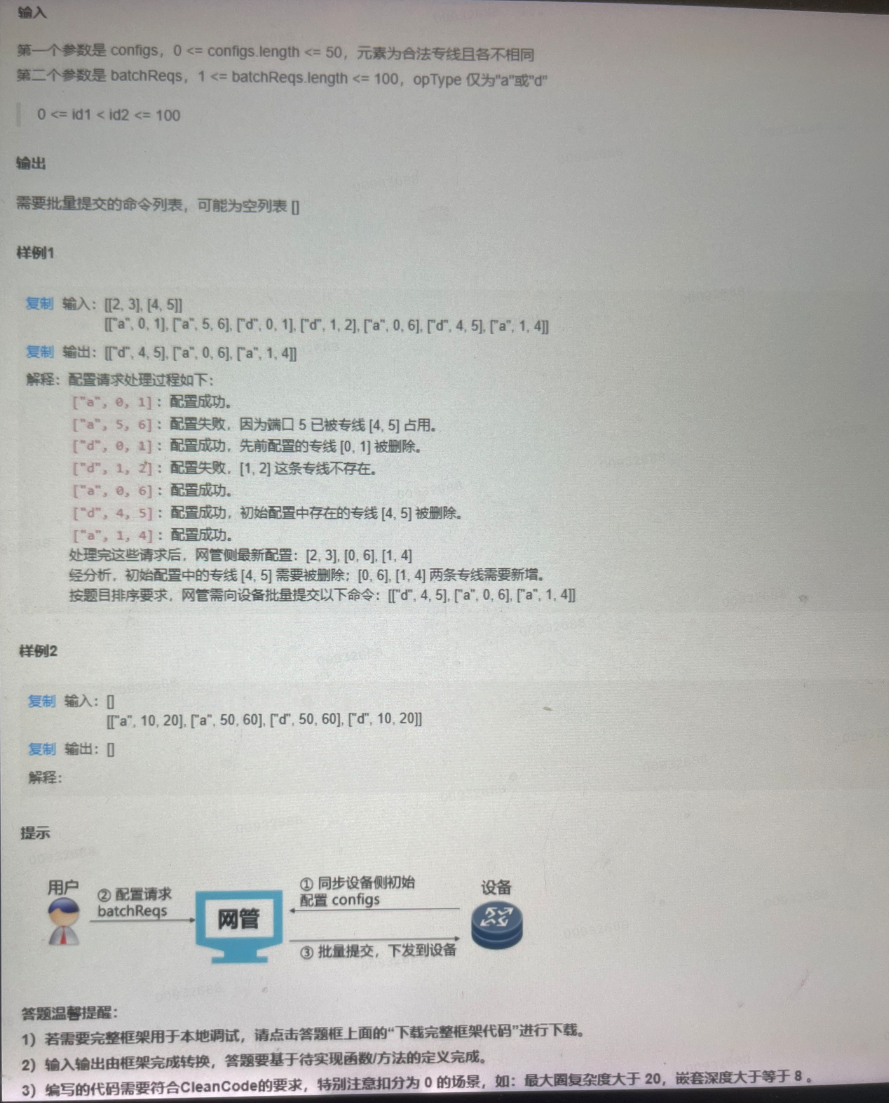 输入
第一个参数是 configs，0 <= configs.length <= 50，元素为合法专线且各不相同
第二个参数是 batchReqs，1 <= batchReqs.length <= 100，opType 仅为"a"或"d"
0 <= id1 < id2 <= 100
输出
需要批量提交的命令列表，可能为空列表 []
样例1
复制 输入：[[2, 3], [4, 5]]
[["a", 0, 1], ["a", 5, 6], ["d", 0, 1], ["d", 1, 2], ["a", 0, 6], ["d", 4, 5], ["a", 1, 4]]
复制 输出：[["d", 4, 5], ["a", 0, 6], ["a", 1, 4]]
解释：配置请求处理过程如下：
["a", 0, 1]：配置成功。
["a", 5, 6]：配置失败，因为端口 5 已被专线 [4, 5] 占用。
["d", 0, 1]：配置成功，先前配置的专线 [0, 1] 被删除。
["d", 1, 2]：配置失败，[1, 2] 这条专线不存在。
["a", 0, 6]：配置成功。
["d", 4, 5]：配置成功，初始配置中存在的专线 [4, 5] 被删除。
["a", 1, 4]：配置成功。
处理完这些请求后，网管侧最新配置：[2, 3], [0, 6], [1, 4]
经分析，初始配置中的专线 [4, 5] 需要被删除；[0, 6], [1, 4] 两条专线需要新增。
按题目排序要求，网管需向设备批量提交以下命令：[["d", 4, 5], ["a", 0, 6], ["a", 1, 4]]
样例2
复制 输入：[]
[["a", 10, 20], ["a", 50, 60], ["d", 50, 60], ["d", 10, 20]]
复制 输出：[]
解释：
提示
用户
② 配置请求
batchReqs
网管
① 同步设备侧初始
配置 configs
③ 批量提交，下发到设备
设备
答题温馨提醒：
1）若需要完整框架用于本地调试，请点击答题框上面的“下载完整框架代码”进行下载。
2）输入输出由框架完成转换，答题要基于待实现函数/方法的定义完成。
3）编写的代码需要符合CleanCode的要求，特别注意扣分为 0 的场景，如：最大圈复杂度大于 20，嵌套深度大于等于 8 。